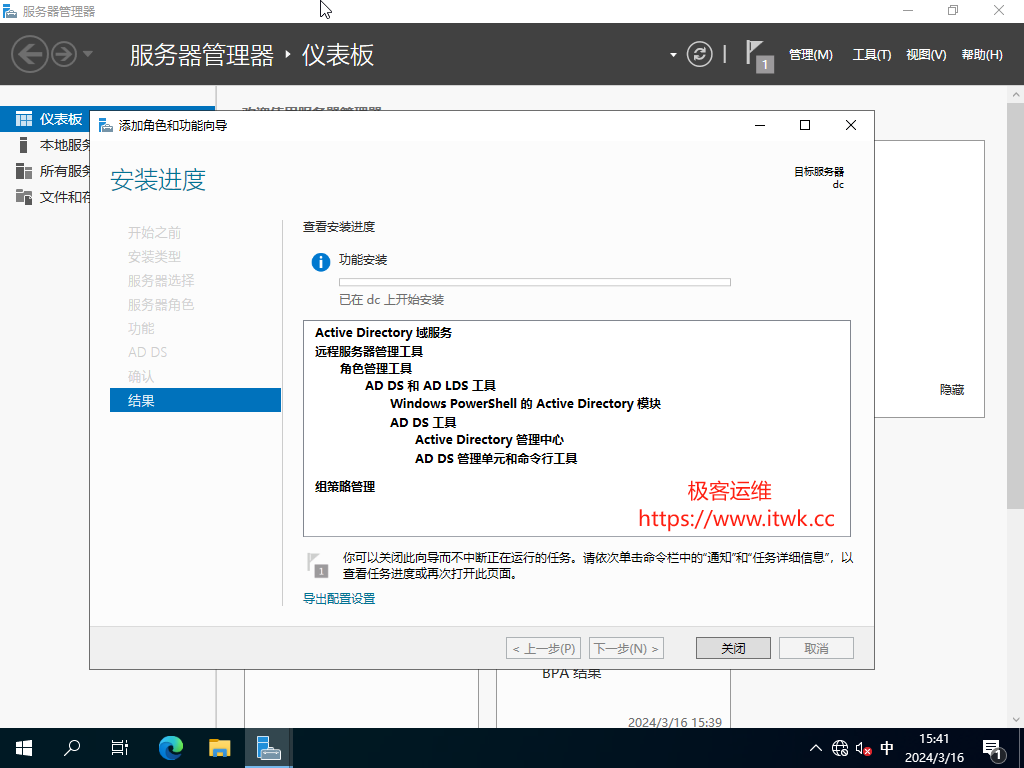 服务器管理器
服务器管理器 ‣ 仪表板
1
管理(M)
工具(T)
视图(V)
帮助(H)
欢迎使用服务器管理器
仪表板
本地服务
所有服务
文件和存
添加角色和功能向导
安装进度
目标服务器
dc
开始之前
安装类型
服务器选择
服务器角色
功能
AD DS
确认
结果
查看安装进度
功能安装
已在 dc 上开始安装
Active Directory 域服务
远程服务器管理工具
角色管理工具
AD DS 和 AD LDS 工具
Windows PowerShell 的 Active Directory 模块
AD DS 工具
Active Directory 管理中心
AD DS 管理单元和命令行工具
组策略管理
极客运维
https://www.itwk.cc
1
你可以关闭此向导而不中断正在运行的任务。请依次单击命令栏中的“通知”和“任务详细信息”，以
查看任务进度或再次打开此页面。
导出配置设置
< 上一步(P)
下一步(N) >
关闭
取消
隐藏
BPA 结果
2024/3/16 15:39
中
15:41
2024/3/16
1